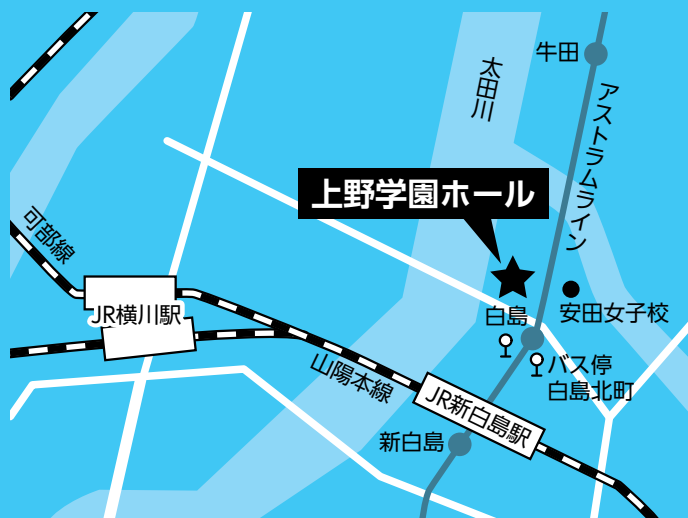 牛田
太田川
アストラムライン
上野学園ホール
可部線
安田女子校
白島
JR横川駅
バス停
白島北町
山陽本線
JR新白島駅
新白島